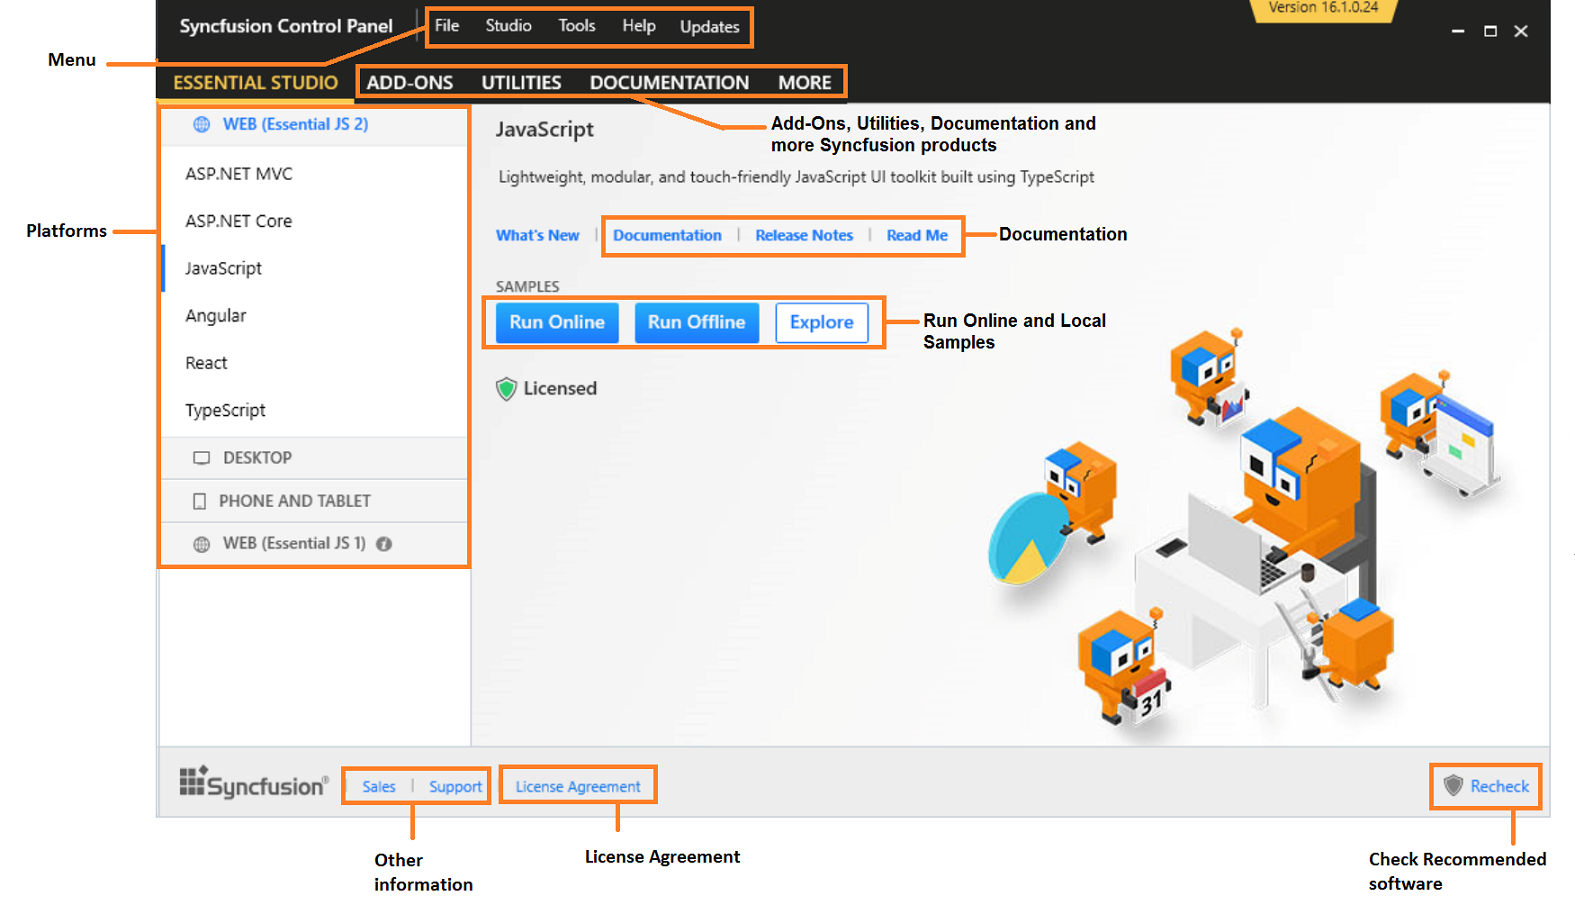 Version 16.1.0.24
Syncfusion Control Panel File Studio Tools Help Updates
Menu
ESSENTIAL STUDIO ADD-ONS UTILITIES DOCUMENTATION MORE
WEB (Essential JS 2)
ASP.NET MVC
ASP.NET Core
Platforms
JavaScript
Angular
React
TypeScript
DESKTOP
PHONE AND TABLET
WEB (Essential JS 1)
JavaScript
Add-Ons, Utilities, Documentation and
more Syncfusion products
Lightweight, modular, and touch-friendly JavaScript UI toolkit built using TypeScript
What's New | Documentation | Release Notes | Read Me
Documentation
SAMPLES
Run Online Run Offline Explore
Run Online and Local
Samples
Licensed
31
Syncfusion® Sales | Support License Agreement Recheck
Other
information
License Agreement
Check Recommended
software